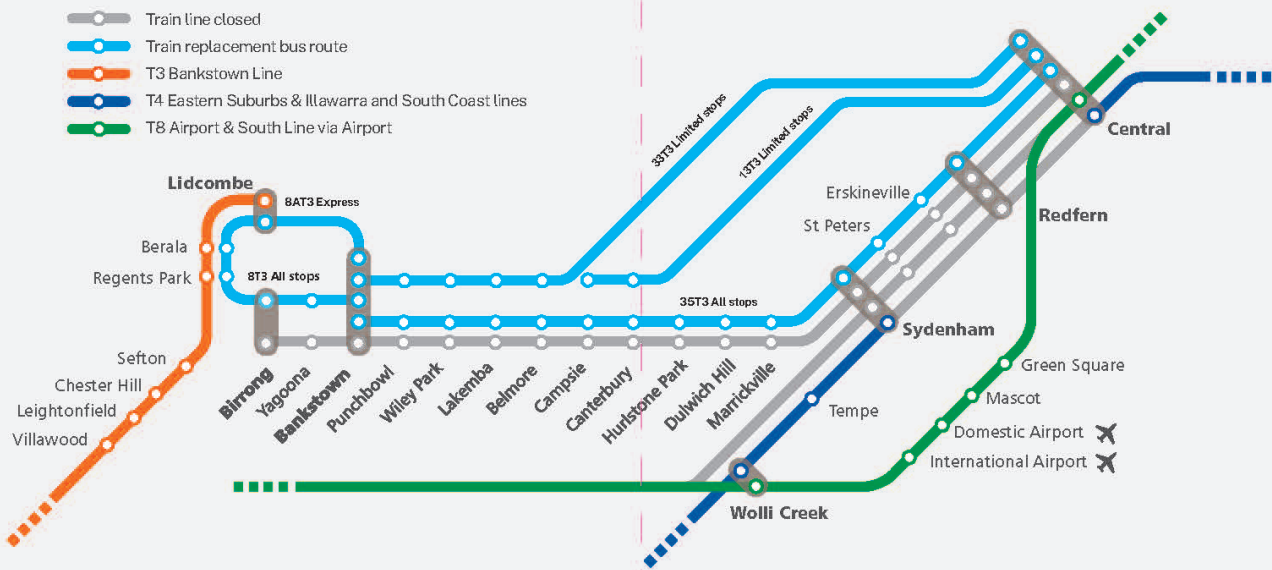 Train line closed
Train replacement bus route
T3 Bankstown Line
T4 Eastern Suburbs & Illawarra and South Coast lines
T8 Airport & South Line via Airport
33T3 Limited stops
13T3 Limited stops
Central
Lidcombe
8AT3 Express
Erskineville
Redfern
St Peters
Berala
Regents Park
8T3 All stops
35T3 All stops
Sydenham
Sefton
Chester Hill
Leightonfield
Villawood
Birrong
Yagoona
Bankstown
Punchbowl
Wiley Park
Lakemba
Belmore
Campsie
Canterbury
Hurlstone Park
Dulwich Hill
Marrickville
Green Square
Mascot
Tempe
Domestic Airport
International Airport
Wolli Creek